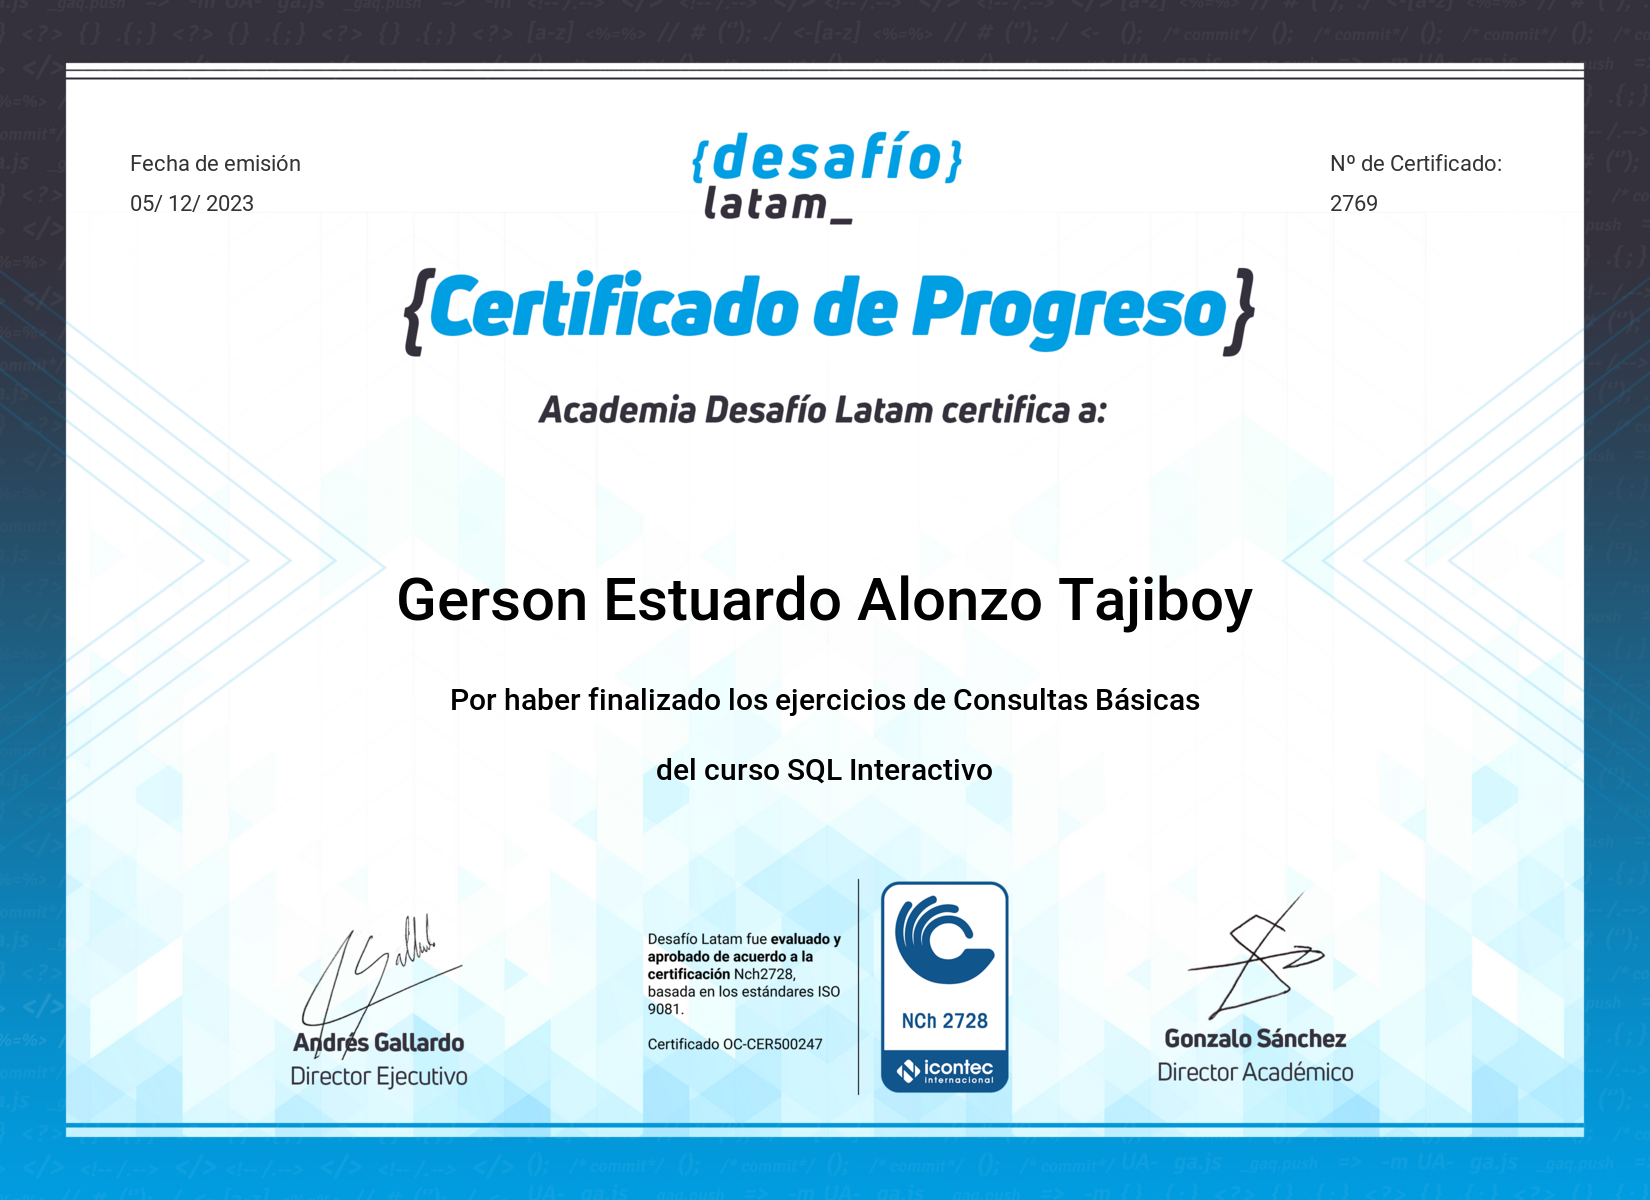 Fecha de emisión
05/ 12/ 2023
{desafío}
latam_
Nº de Certificado:
2769
{Certificado de Progreso}
Academia Desafío Latam certifica a:
Gerson Estuardo Alonzo Tajiboy
Por haber finalizado los ejercicios de Consultas Básicas
del curso SQL Interactivo
Andrés Gallardo
Director Ejecutivo
Desafío Latam fue evaluado y
aprobado de acuerdo a la
certificación Nch2728,
basada en los estándares ISO
9081.
Certificado OC-CER500247
NCh 2728
icontec
internacional
Gonzalo Sánchez
Director Académico